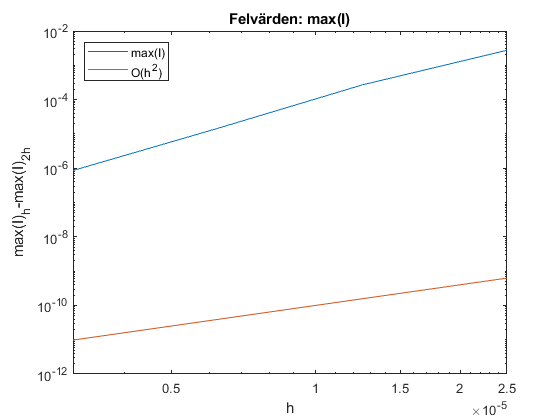 Felvärden: max(I)
max(I)
O(h²)
10⁻²
10⁻⁴
10⁻⁶
10⁻⁸
10⁻¹⁰
10⁻¹²
max(I)ₕ-max(I)₂ₕ
0.5 1 1.5 2 2.5
h
×10⁻⁵